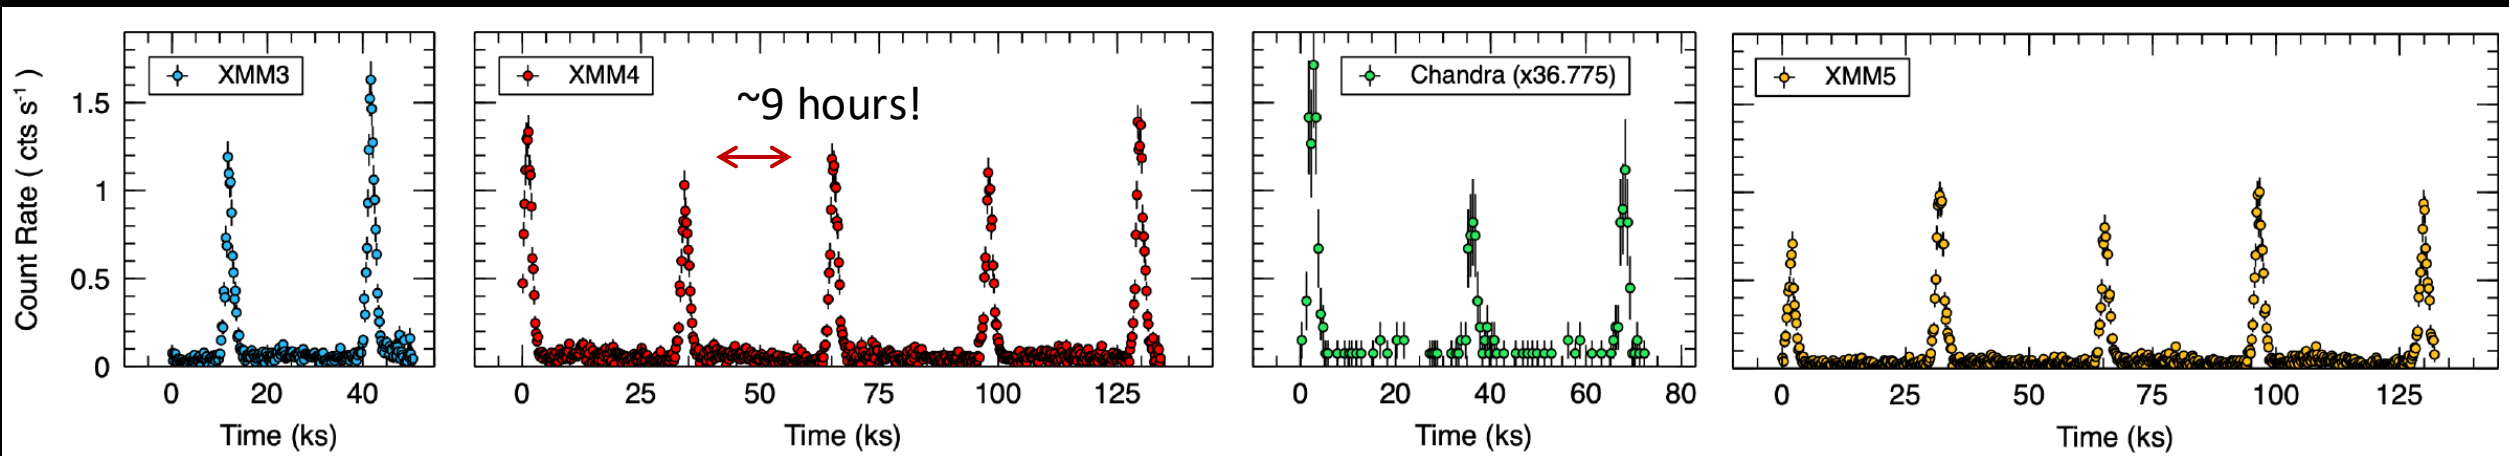 XMM3
XMM4
~9 hours!
Chandra (x36.775)
XMM5
Count Rate ( cts s-1 )
1.5
1
0.5
0
0 20 40
0 25 50 75 100 125
0 20 40 60 80
0 25 50 75 100 125
Time (ks)
Time (ks)
Time (ks)
Time (ks)